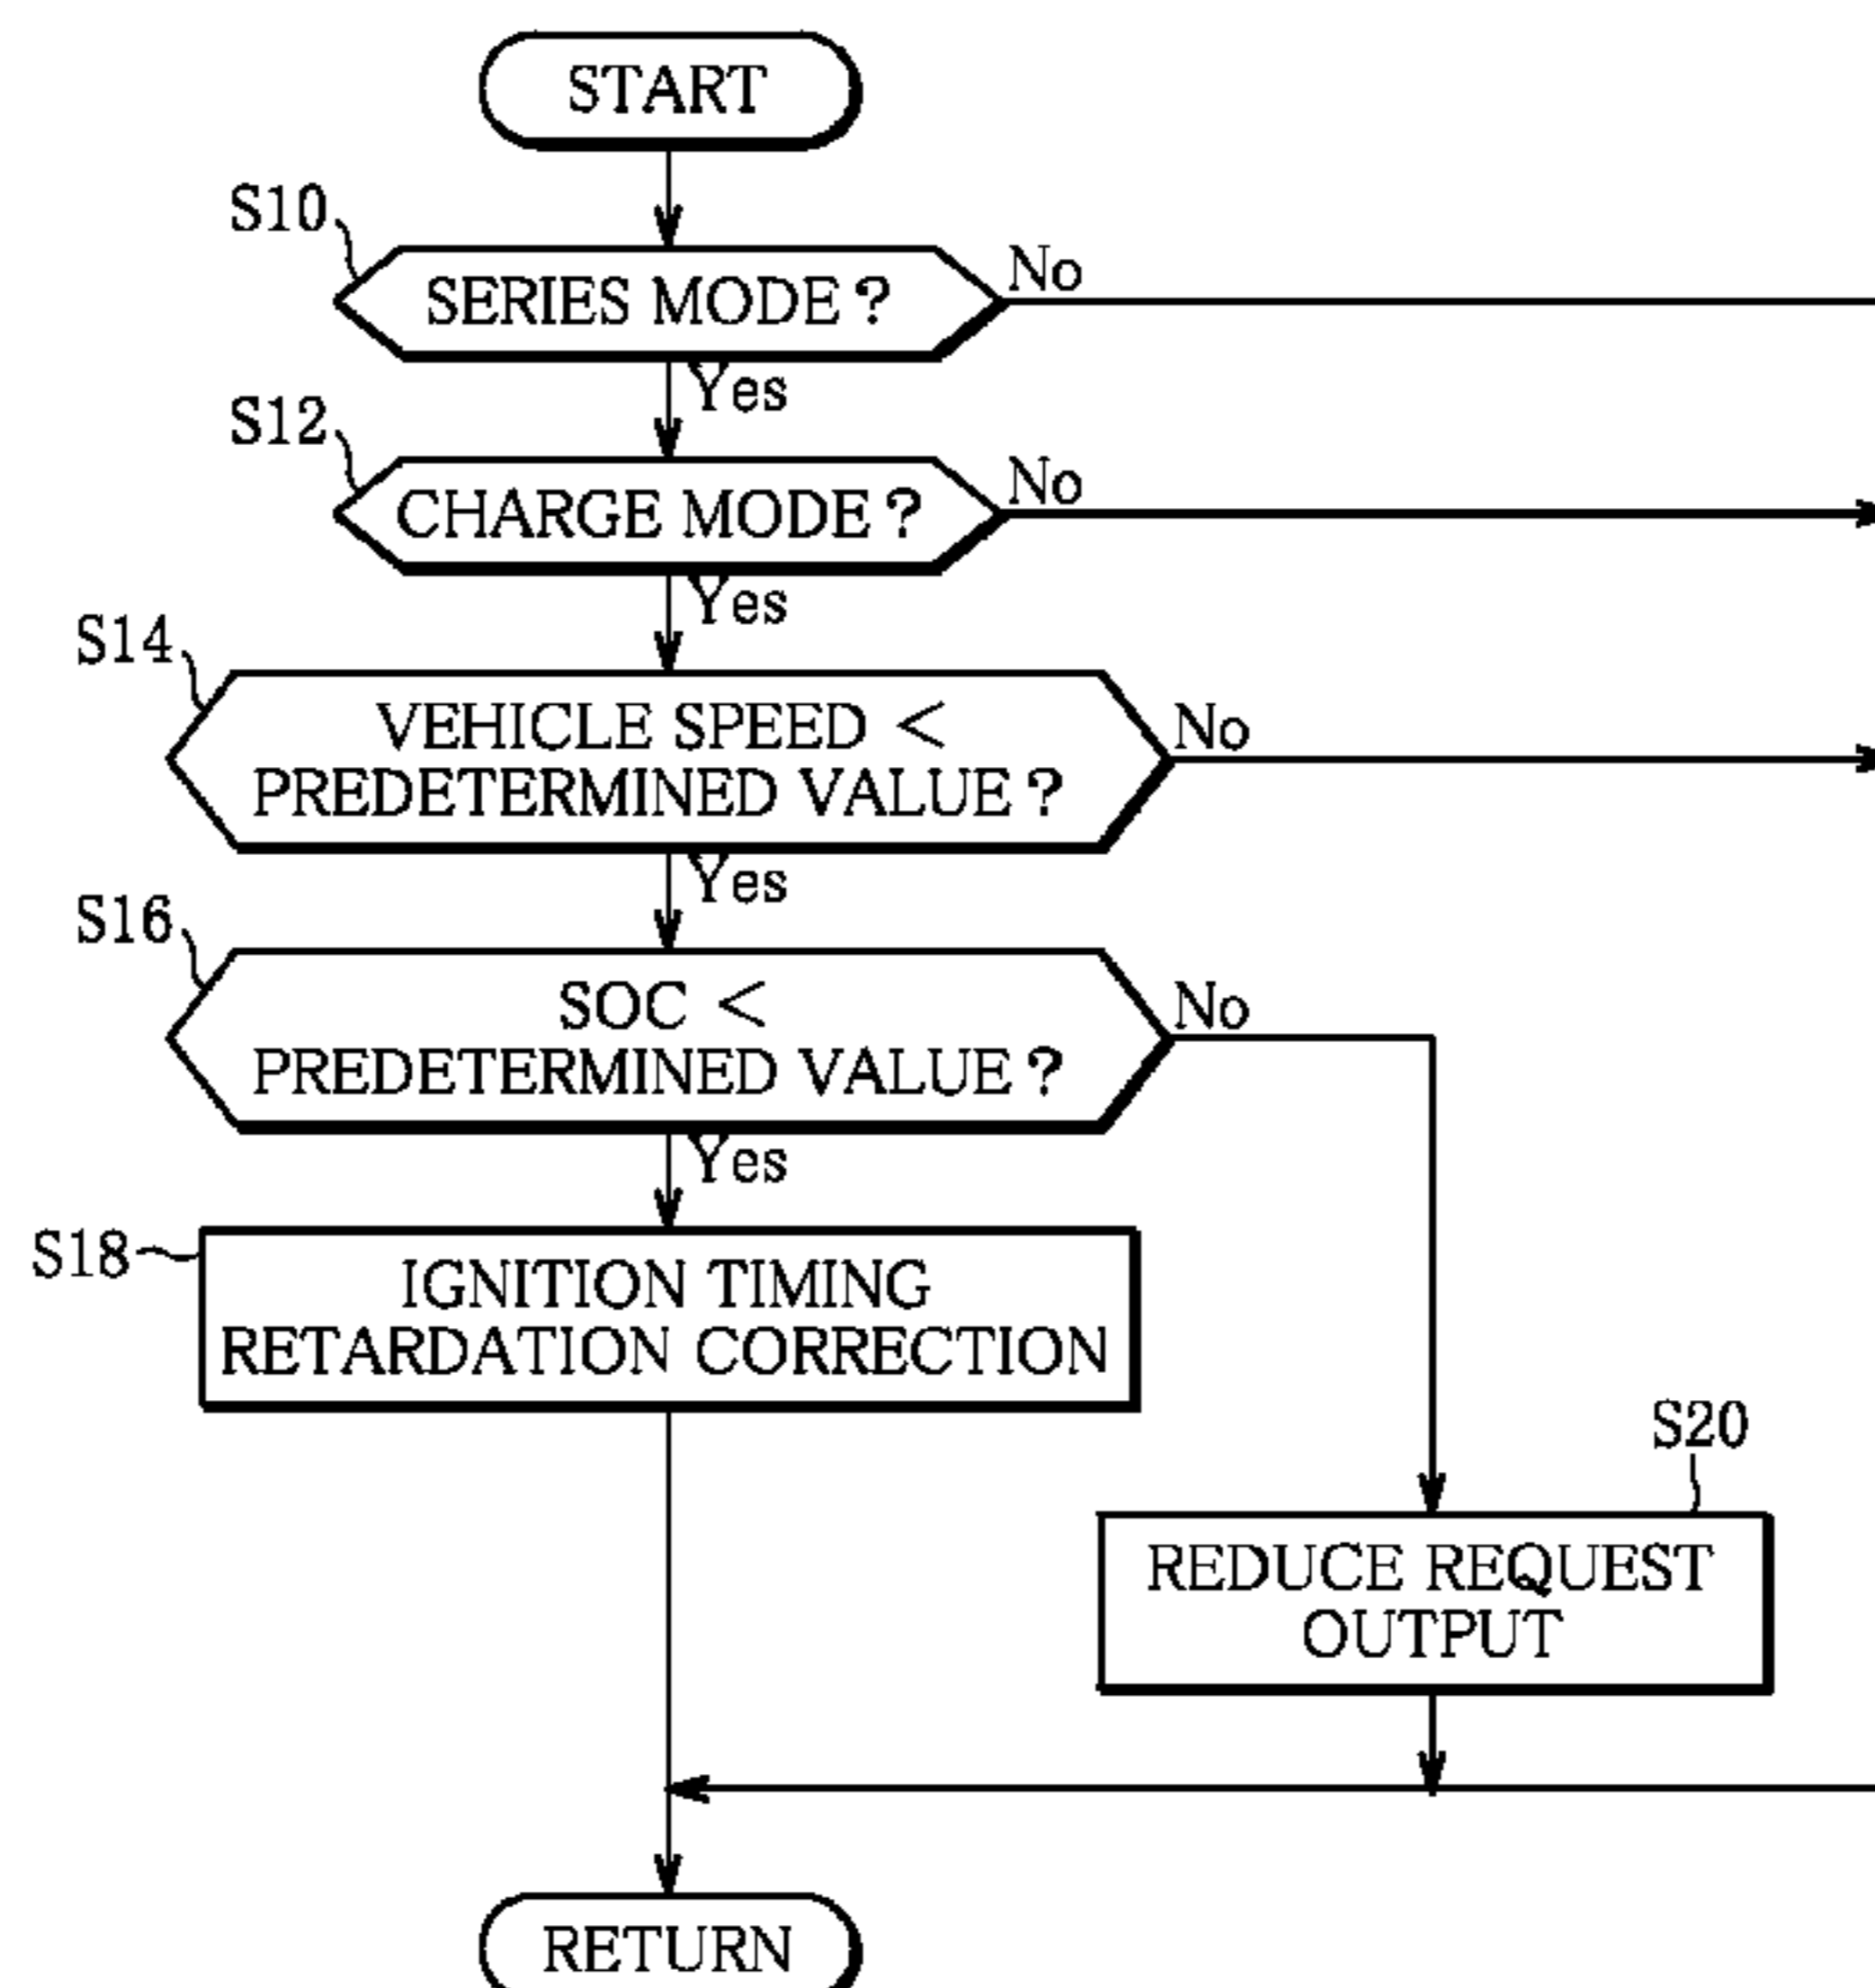 START
S10
SERIES MODE ?
No
Yes
S12
CHARGE MODE ?
No
Yes
S14
VEHICLE SPEED <
PREDETERMINED VALUE ?
No
Yes
S16
SOC <
PREDETERMINED VALUE ?
No
Yes
S18
IGNITION TIMING
RETARDATION CORRECTION
S20
REDUCE REQUEST
OUTPUT
RETURN